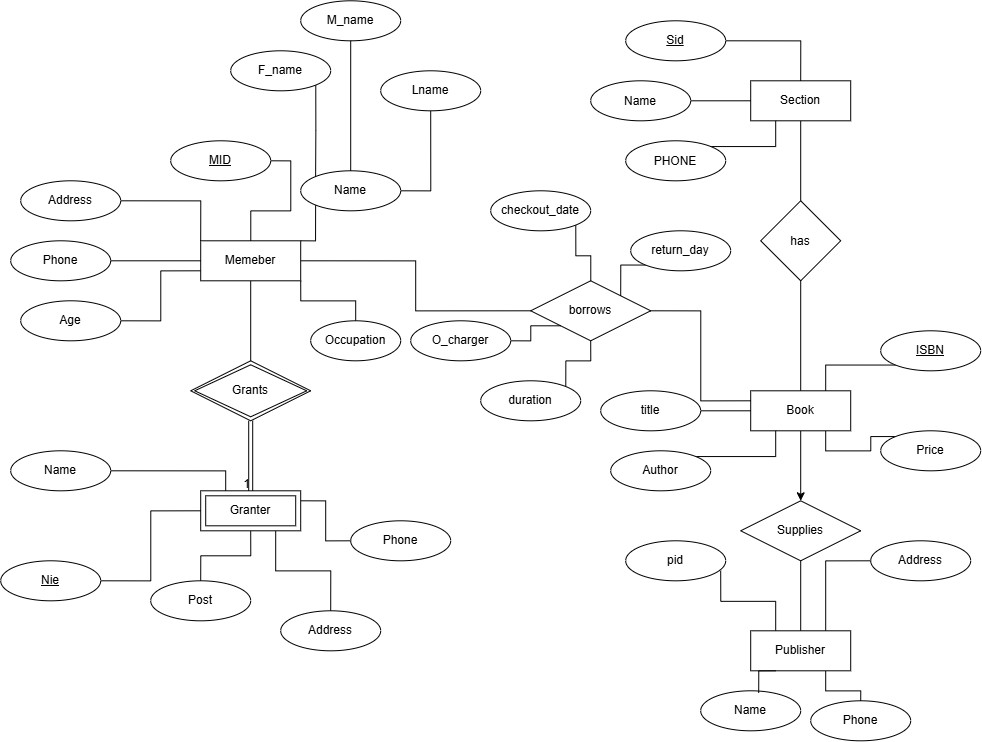 M_name
Sid
F_name
Lname
Name
Section
PHONE
MID
Name
Address
checkout_date
return_day
has
Phone
Memeber
borrows
Age
Occupation
O_charger
ISBN
duration
title
Book
Grants
Author
Price
Name
1
Granter
Phone
Supplies
Nie
Post
Address
pid
Address
Publisher
Name
Phone